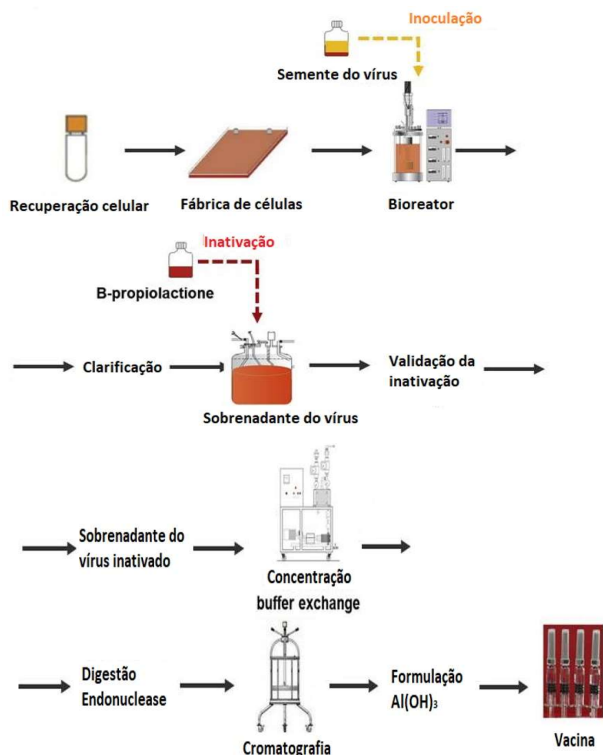 Inoculação
Semente do vírus
Recuperação celular
Fábrica de células
Bioreator
Inativação
B-propiolactione
Clarificação
Sobrenadante do vírus
Validação da
inativação
Sobrenadante do
vírus inativado
Concentração
buffer exchange
Digestão
Endonuclease
Cromatografia
Formulação
Al(OH)₃
Vacina